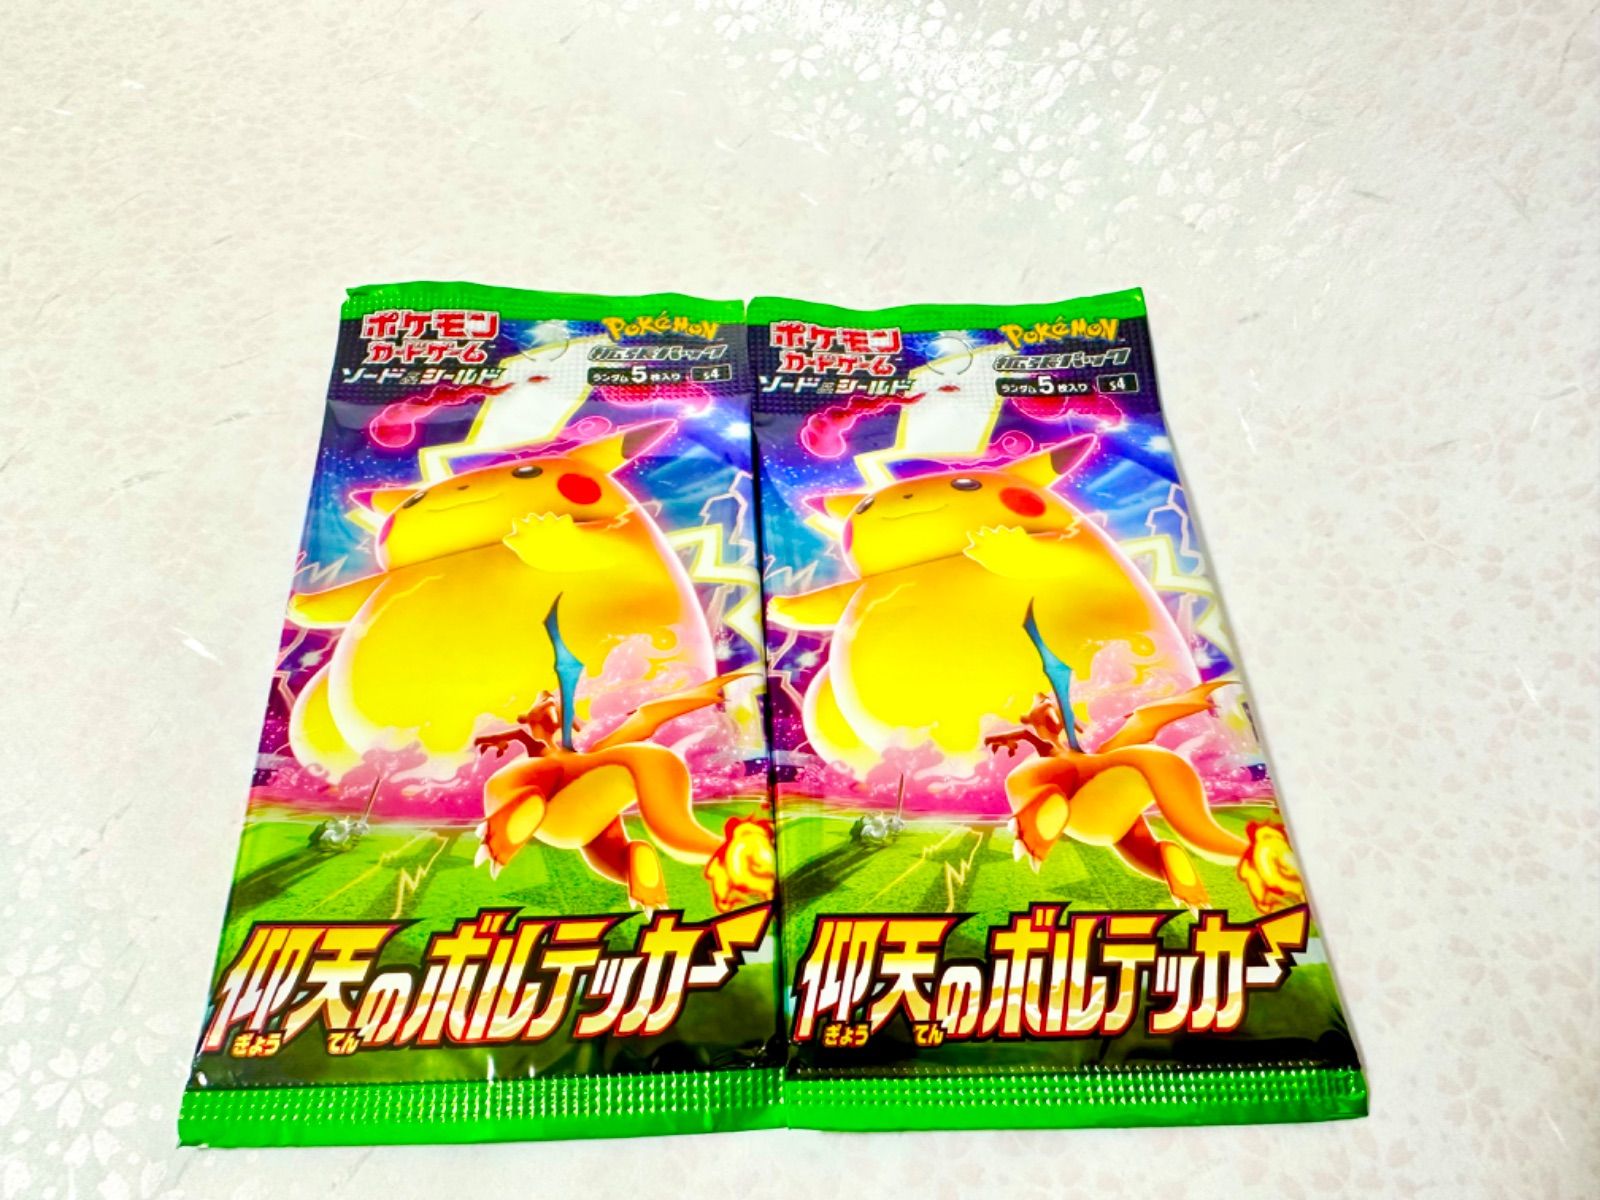 ポケモン
カードゲーム
ソード&シールド
POKéMON
拡張パック
ランダム5枚入り S4
仰天のボルテッカー
ぎょう てん
ポケモン
カードゲーム
ソード&シールド
POKéMON
拡張パック
ランダム5枚入り S4
仰天のボルテッカー
ぎょう てん